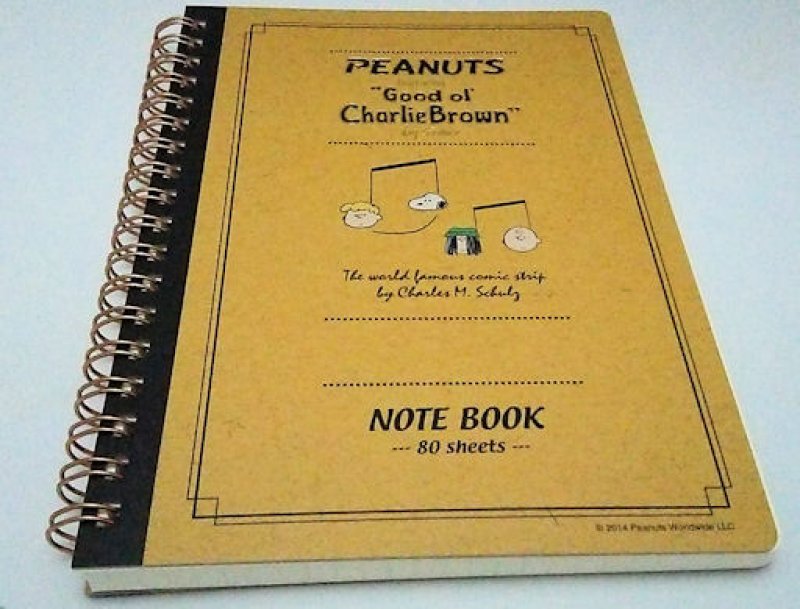 PEANUTS
"Good ol'
CharlieBrown"
The world famous comic strip
by Charles M. Schulz
NOTE BOOK
--- 80 sheets ---
© 2014 Peanuts Worldwide LLC